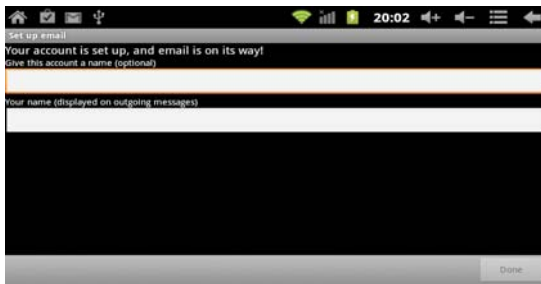 20:02
Set up email
Your account is set up, and email is on its way!
Give this account a name (optional)
Your name (displayed on outgoing messages)
Done